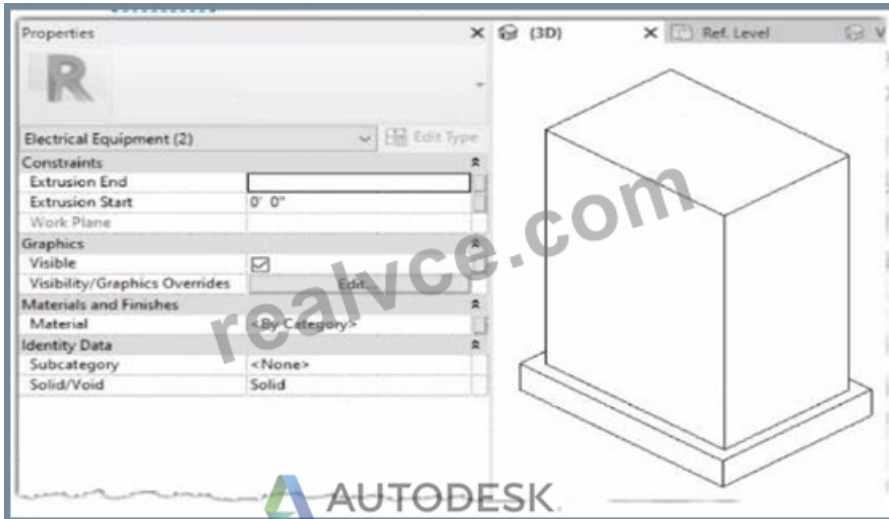 Properties
{3D}
Ref. Level
V
R
Electrical Equipment (2)
Edit Type
Constraints
Extrusion End
Extrusion Start 0' 0"
Work Plane
Graphics
Visible
Visibility/Graphics Overrides Edit...
Materials and Finishes
Material <By Category>
Identity Data
Subcategory <None>
Solid/Void Solid
realvce.com
AUTODESK.